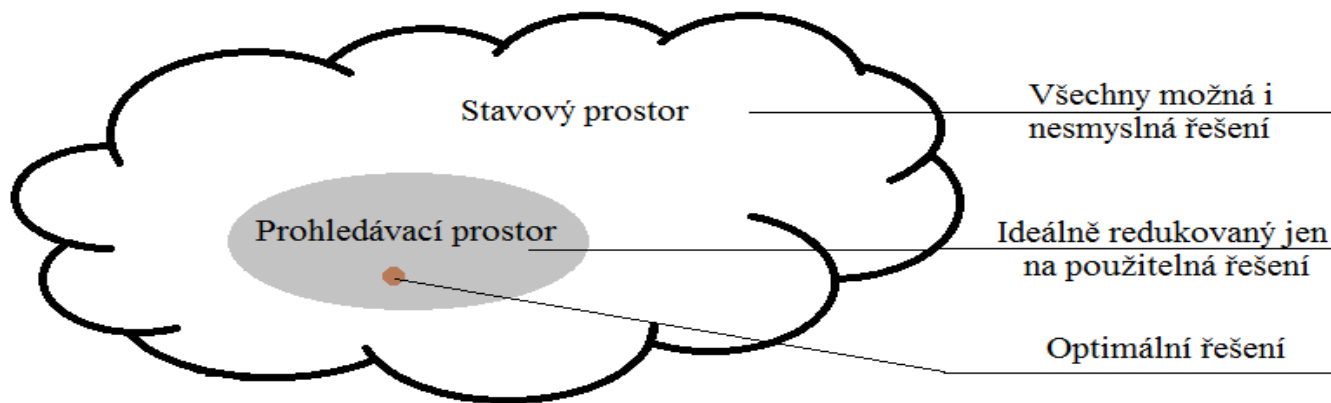 Stavový prostor
Všechny možná i
nesmyslná řešení
Prohledávací prostor
Ideálně redukovaný jen
na použitelná řešení
Optimální řešení